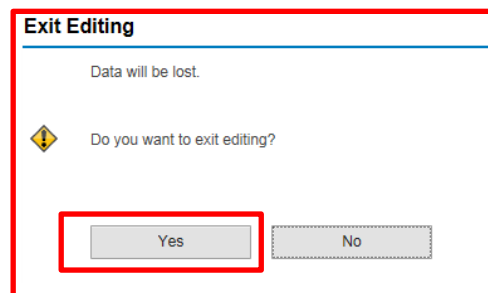 Exit Editing
Data will be lost.
Do you want to exit editing?
Yes No